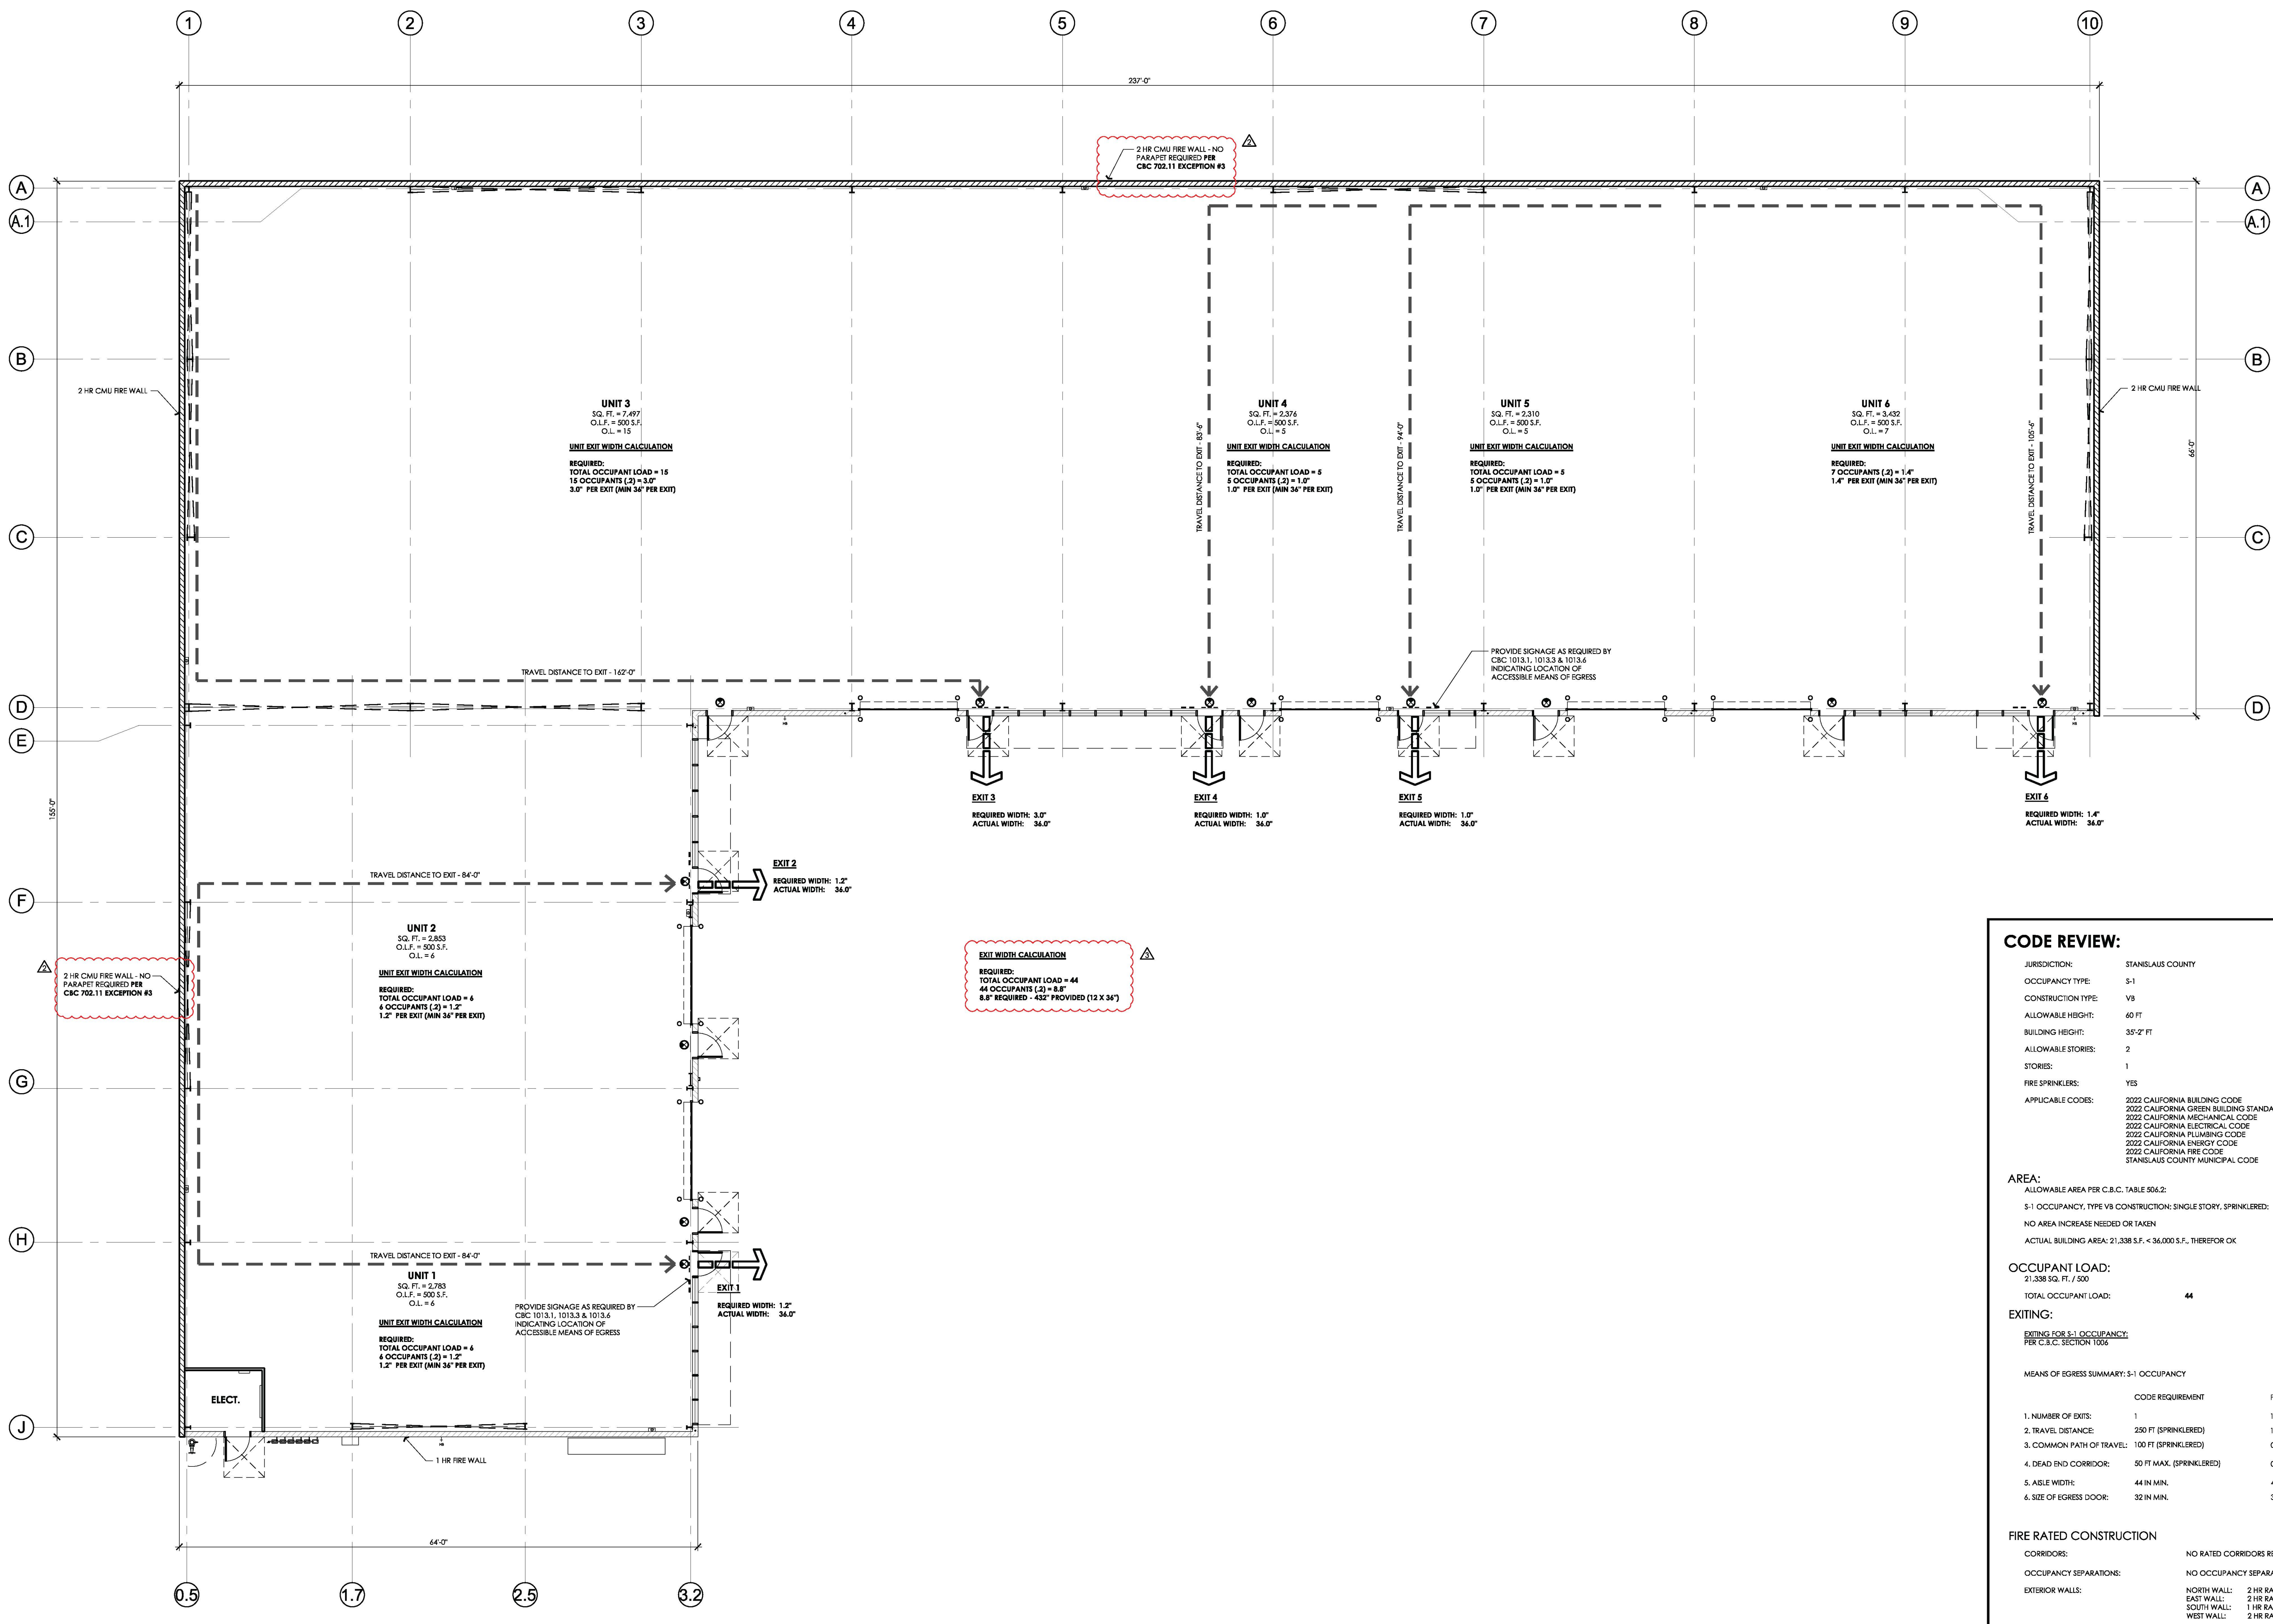 1 2 3 4 5 6 7 8 9 10
237'-0"
2 HR CMU FIRE WALL - NO
PARAPET REQUIRED PER
CBC 702.11 EXCEPTION #3
2
A
A
A.1
A.1
B
B
2 HR CMU FIRE WALL
2 HR CMU FIRE WALL
66'-0"
UNIT 3
SQ. FT. = 7,497
O.L.F. = 500 S.F.
O.L. = 15
UNIT EXIT WIDTH CALCULATION
REQUIRED:
TOTAL OCCUPANT LOAD = 15
15 OCCUPANTS (.2) = 3.0"
3.0" PER EXIT (MIN 36" PER EXIT)
TRAVEL DISTANCE TO EXIT - 83'-6"
UNIT 4
SQ. FT. = 2,376
O.L.F. = 500 S.F.
O.L. = 5
UNIT EXIT WIDTH CALCULATION
REQUIRED:
TOTAL OCCUPANT LOAD = 5
5 OCCUPANTS (.2) = 1.0"
1.0" PER EXIT (MIN 36" PER EXIT)
TRAVEL DISTANCE TO EXIT - 94'-0"
UNIT 5
SQ. FT. = 2,310
O.L.F. = 500 S.F.
O.L. = 5
UNIT EXIT WIDTH CALCULATION
REQUIRED:
TOTAL OCCUPANT LOAD = 5
5 OCCUPANTS (.2) = 1.0"
1.0" PER EXIT (MIN 36" PER EXIT)
UNIT 6
SQ. FT. = 3,432
O.L.F. = 500 S.F.
O.L. = 7
UNIT EXIT WIDTH CALCULATION
REQUIRED:
7 OCCUPANTS (.2) = 1.4"
1.4" PER EXIT (MIN 36" PER EXIT)
TRAVEL DISTANCE TO EXIT - 105'-6"
C
C
TRAVEL DISTANCE TO EXIT - 162'-0"
PROVIDE SIGNAGE AS REQUIRED BY
CBC 1013.1, 1013.3 & 1013.6
INDICATING LOCATION OF
ACCESSIBLE MEANS OF EGRESS
D
D
E
EXIT 3
REQUIRED WIDTH: 3.0"
ACTUAL WIDTH: 36.0"
EXIT 4
REQUIRED WIDTH: 1.0"
ACTUAL WIDTH: 36.0"
EXIT 5
REQUIRED WIDTH: 1.0"
ACTUAL WIDTH: 36.0"
EXIT 6
REQUIRED WIDTH: 1.4"
ACTUAL WIDTH: 36.0"
155'-0"
TRAVEL DISTANCE TO EXIT - 84'-0"
EXIT 2
REQUIRED WIDTH: 1.2"
ACTUAL WIDTH: 36.0"
F
UNIT 2
SQ. FT. = 2,853
O.L.F. = 500 S.F.
O.L. = 6
UNIT EXIT WIDTH CALCULATION
REQUIRED:
TOTAL OCCUPANT LOAD = 6
6 OCCUPANTS (.2) = 1.2"
1.2" PER EXIT (MIN 36" PER EXIT)
2
2 HR CMU FIRE WALL - NO
PARAPET REQUIRED PER
CBC 702.11 EXCEPTION #3
EXIT WIDTH CALCULATION
REQUIRED:
TOTAL OCCUPANT LOAD = 44
44 OCCUPANTS (.2) = 8.8"
8.8" REQUIRED - 432" PROVIDED (12 X 36")
3
G
H
TRAVEL DISTANCE TO EXIT - 84'-0"
UNIT 1
SQ. FT. = 2,783
O.L.F. = 500 S.F.
O.L. = 6
UNIT EXIT WIDTH CALCULATION
REQUIRED:
TOTAL OCCUPANT LOAD = 6
6 OCCUPANTS (.2) = 1.2"
1.2" PER EXIT (MIN 36" PER EXIT)
PROVIDE SIGNAGE AS REQUIRED BY
CBC 1013.1, 1013.3 & 1013.6
INDICATING LOCATION OF
ACCESSIBLE MEANS OF EGRESS
EXIT 1
REQUIRED WIDTH: 1.2"
ACTUAL WIDTH: 36.0"
ELECT.
J
1 HR FIRE WALL
64'-0"
0.5 1.7 2.5 3.2
CODE REVIEW:
JURISDICTION: STANISLAUS COUNTY
OCCUPANCY TYPE: S-1
CONSTRUCTION TYPE: VB
ALLOWABLE HEIGHT: 60 FT
BUILDING HEIGHT: 35'-2" FT
ALLOWABLE STORIES: 2
STORIES: 1
FIRE SPRINKLERS: YES
APPLICABLE CODES: 2022 CALIFORNIA BUILDING CODE
2022 CALIFORNIA GREEN BUILDING STANDA
2022 CALIFORNIA MECHANICAL CODE
2022 CALIFORNIA ELECTRICAL CODE
2022 CALIFORNIA PLUMBING CODE
2022 CALIFORNIA ENERGY CODE
2022 CALIFORNIA FIRE CODE
STANISLAUS COUNTY MUNICIPAL CODE
AREA:
ALLOWABLE AREA PER C.B.C. TABLE 506.2:
S-1 OCCUPANCY, TYPE VB CONSTRUCTION: SINGLE STORY, SPRINKLERED:
NO AREA INCREASE NEEDED OR TAKEN
ACTUAL BUILDING AREA: 21,338 S.F. < 36,000 S.F., THEREFOR OK
OCCUPANT LOAD:
21,338 SQ. FT. / 500
TOTAL OCCUPANT LOAD: 44
EXITING:
EXITING FOR S-1 OCCUPANCY:
PER C.B.C. SECTION 1006
MEANS OF EGRESS SUMMARY: S-1 OCCUPANCY
CODE REQUIREMENT
1. NUMBER OF EXITS: 1
2. TRAVEL DISTANCE: 250 FT (SPRINKLERED)
3. COMMON PATH OF TRAVEL: 100 FT (SPRINKLERED)
4. DEAD END CORRIDOR: 50 FT MAX. (SPRINKLERED)
5. AISLE WIDTH: 44 IN MIN.
6. SIZE OF EGRESS DOOR: 32 IN MIN.
FIRE RATED CONSTRUCTION
CORRIDORS: NO RATED CORRIDORS RE
OCCUPANCY SEPARATIONS: NO OCCUPANCY SEPARA
EXTERIOR WALLS: NORTH WALL: 2 HR RA
EAST WALL: 2 HR RA
SOUTH WALL: 1 HR RA
WEST WALL: 2 HR RA